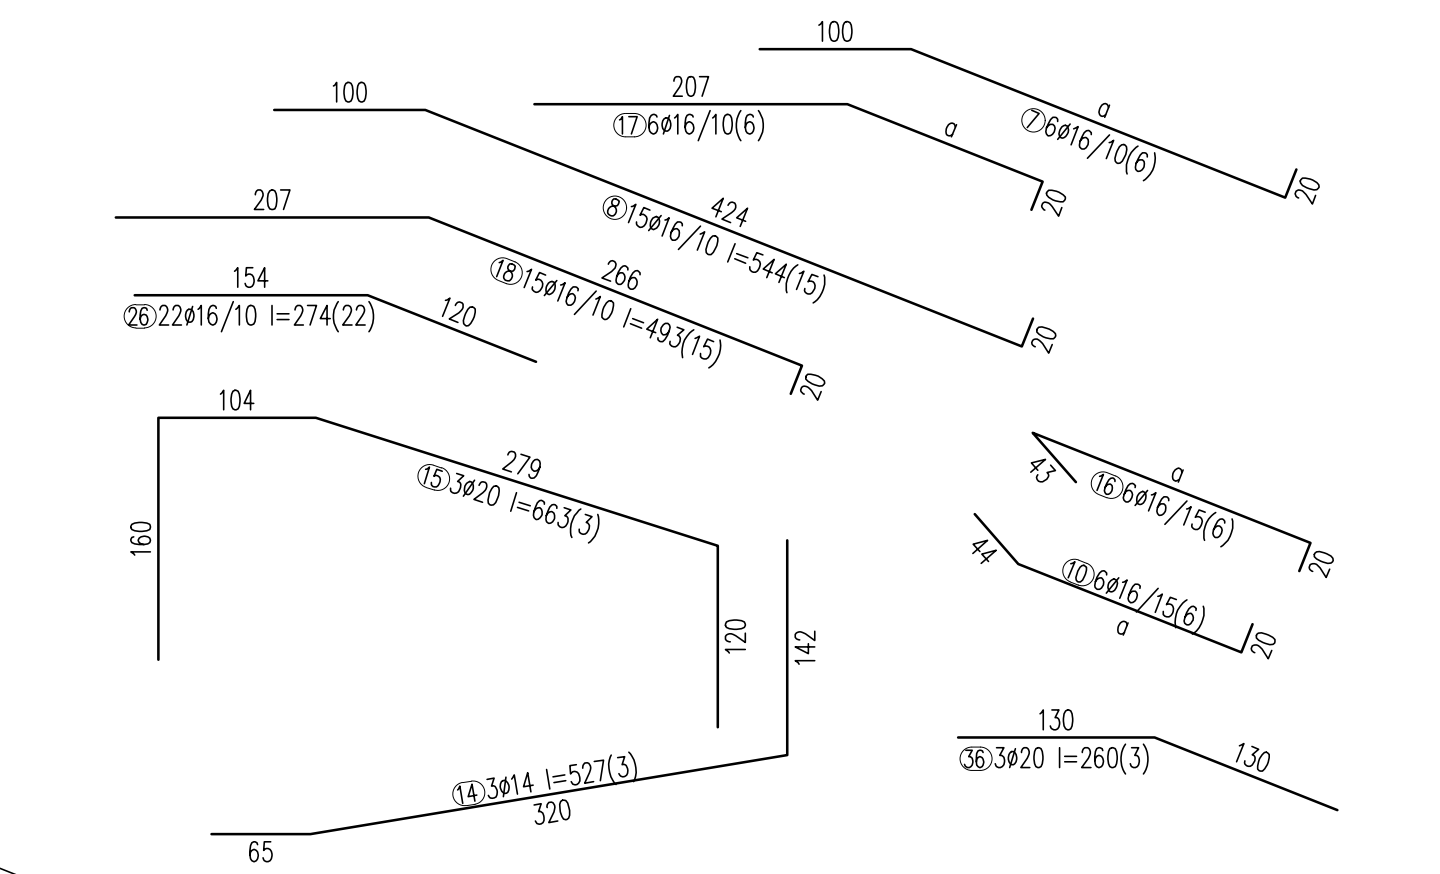 100
a
⑦6ø16/10(6)
20
207
⑰6ø16/10(6)
a
20
100
424
⑧15ø16/10 l=544(15)
20
207
266
⑱15ø16/10 l=493(15)
20
154
㉖22ø16/10 l=274(22)
120
104
279
⑮3ø20 l=663(3)
160
120
43
a
⑯6ø16/15(6)
20
44
⑩6ø16/15(6)
a
20
142
⑭3ø14 l=527(3)
320
65
130
㊱3ø20 l=260(3)
130